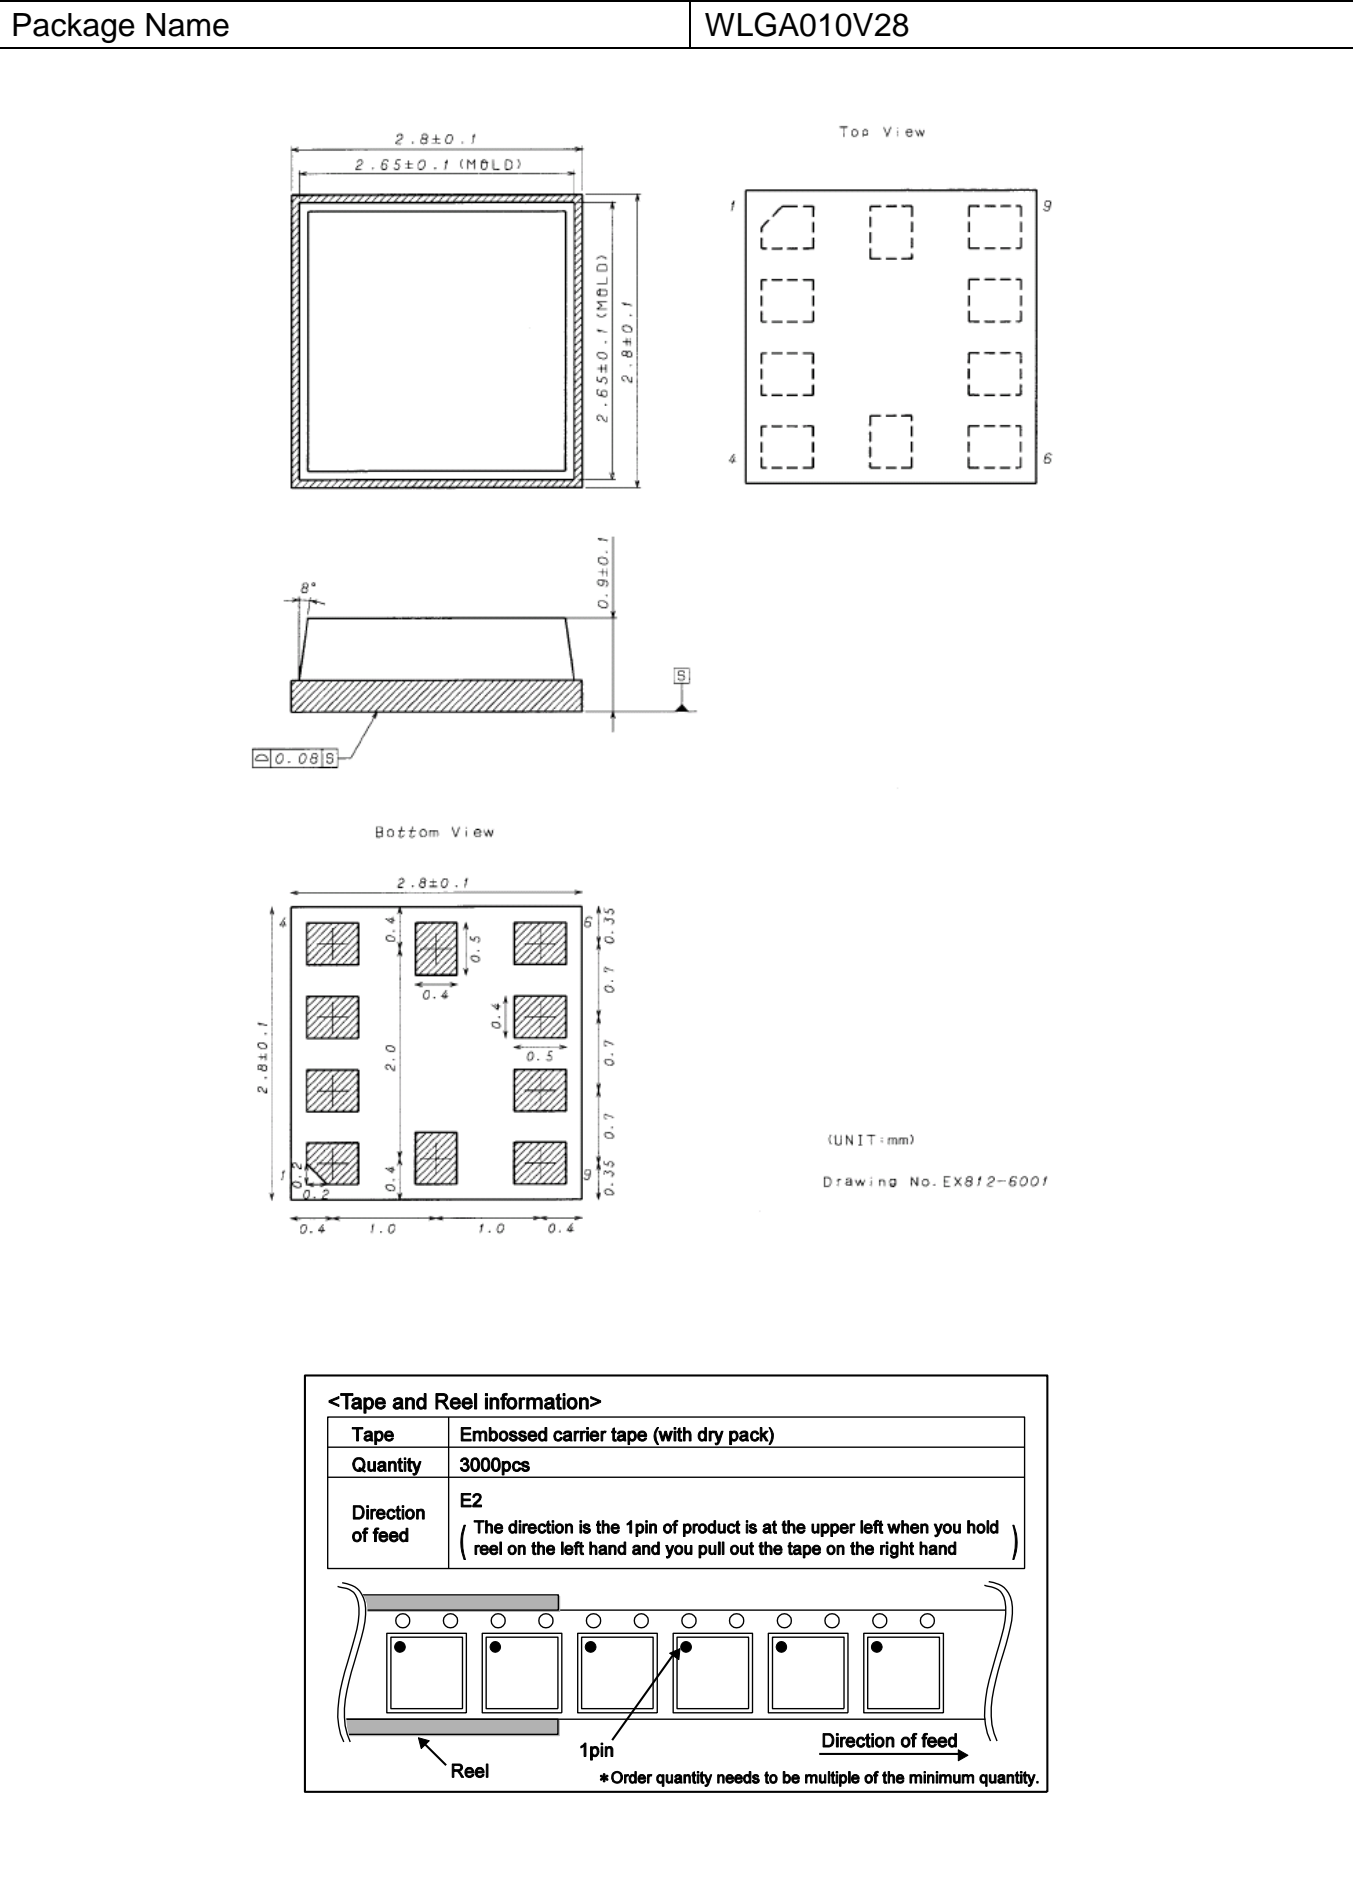 Package Name WLGA010V28
Top View
2.8±0.1
2.65±0.1 (MOLD)
2.65±0.1 (MOLD)
2.8±0.1
1 9
4 6
0.9±0.1
8°
S
0.08 S
Bottom View
2.8±0.1
4 6
0.4 0.5 0.35
0.4 0.7
2.8±0.1
0.4
2.0 0.5 0.7
0.7
(UNIT:mm)
0.2 0.4 0.35
1 9
0.2
Drawing No.EX812-6001
0.4 1.0 1.0 0.4
<Tape and Reel information>
Tape Embossed carrier tape (with dry pack)
Quantity 3000pcs
Direction of feed
E2
( The direction is the 1pin of product is at the upper left when you hold
reel on the left hand and you pull out the tape on the right hand )
Direction of feed
1pin
Reel
*Order quantity needs to be multiple of the minimum quantity.